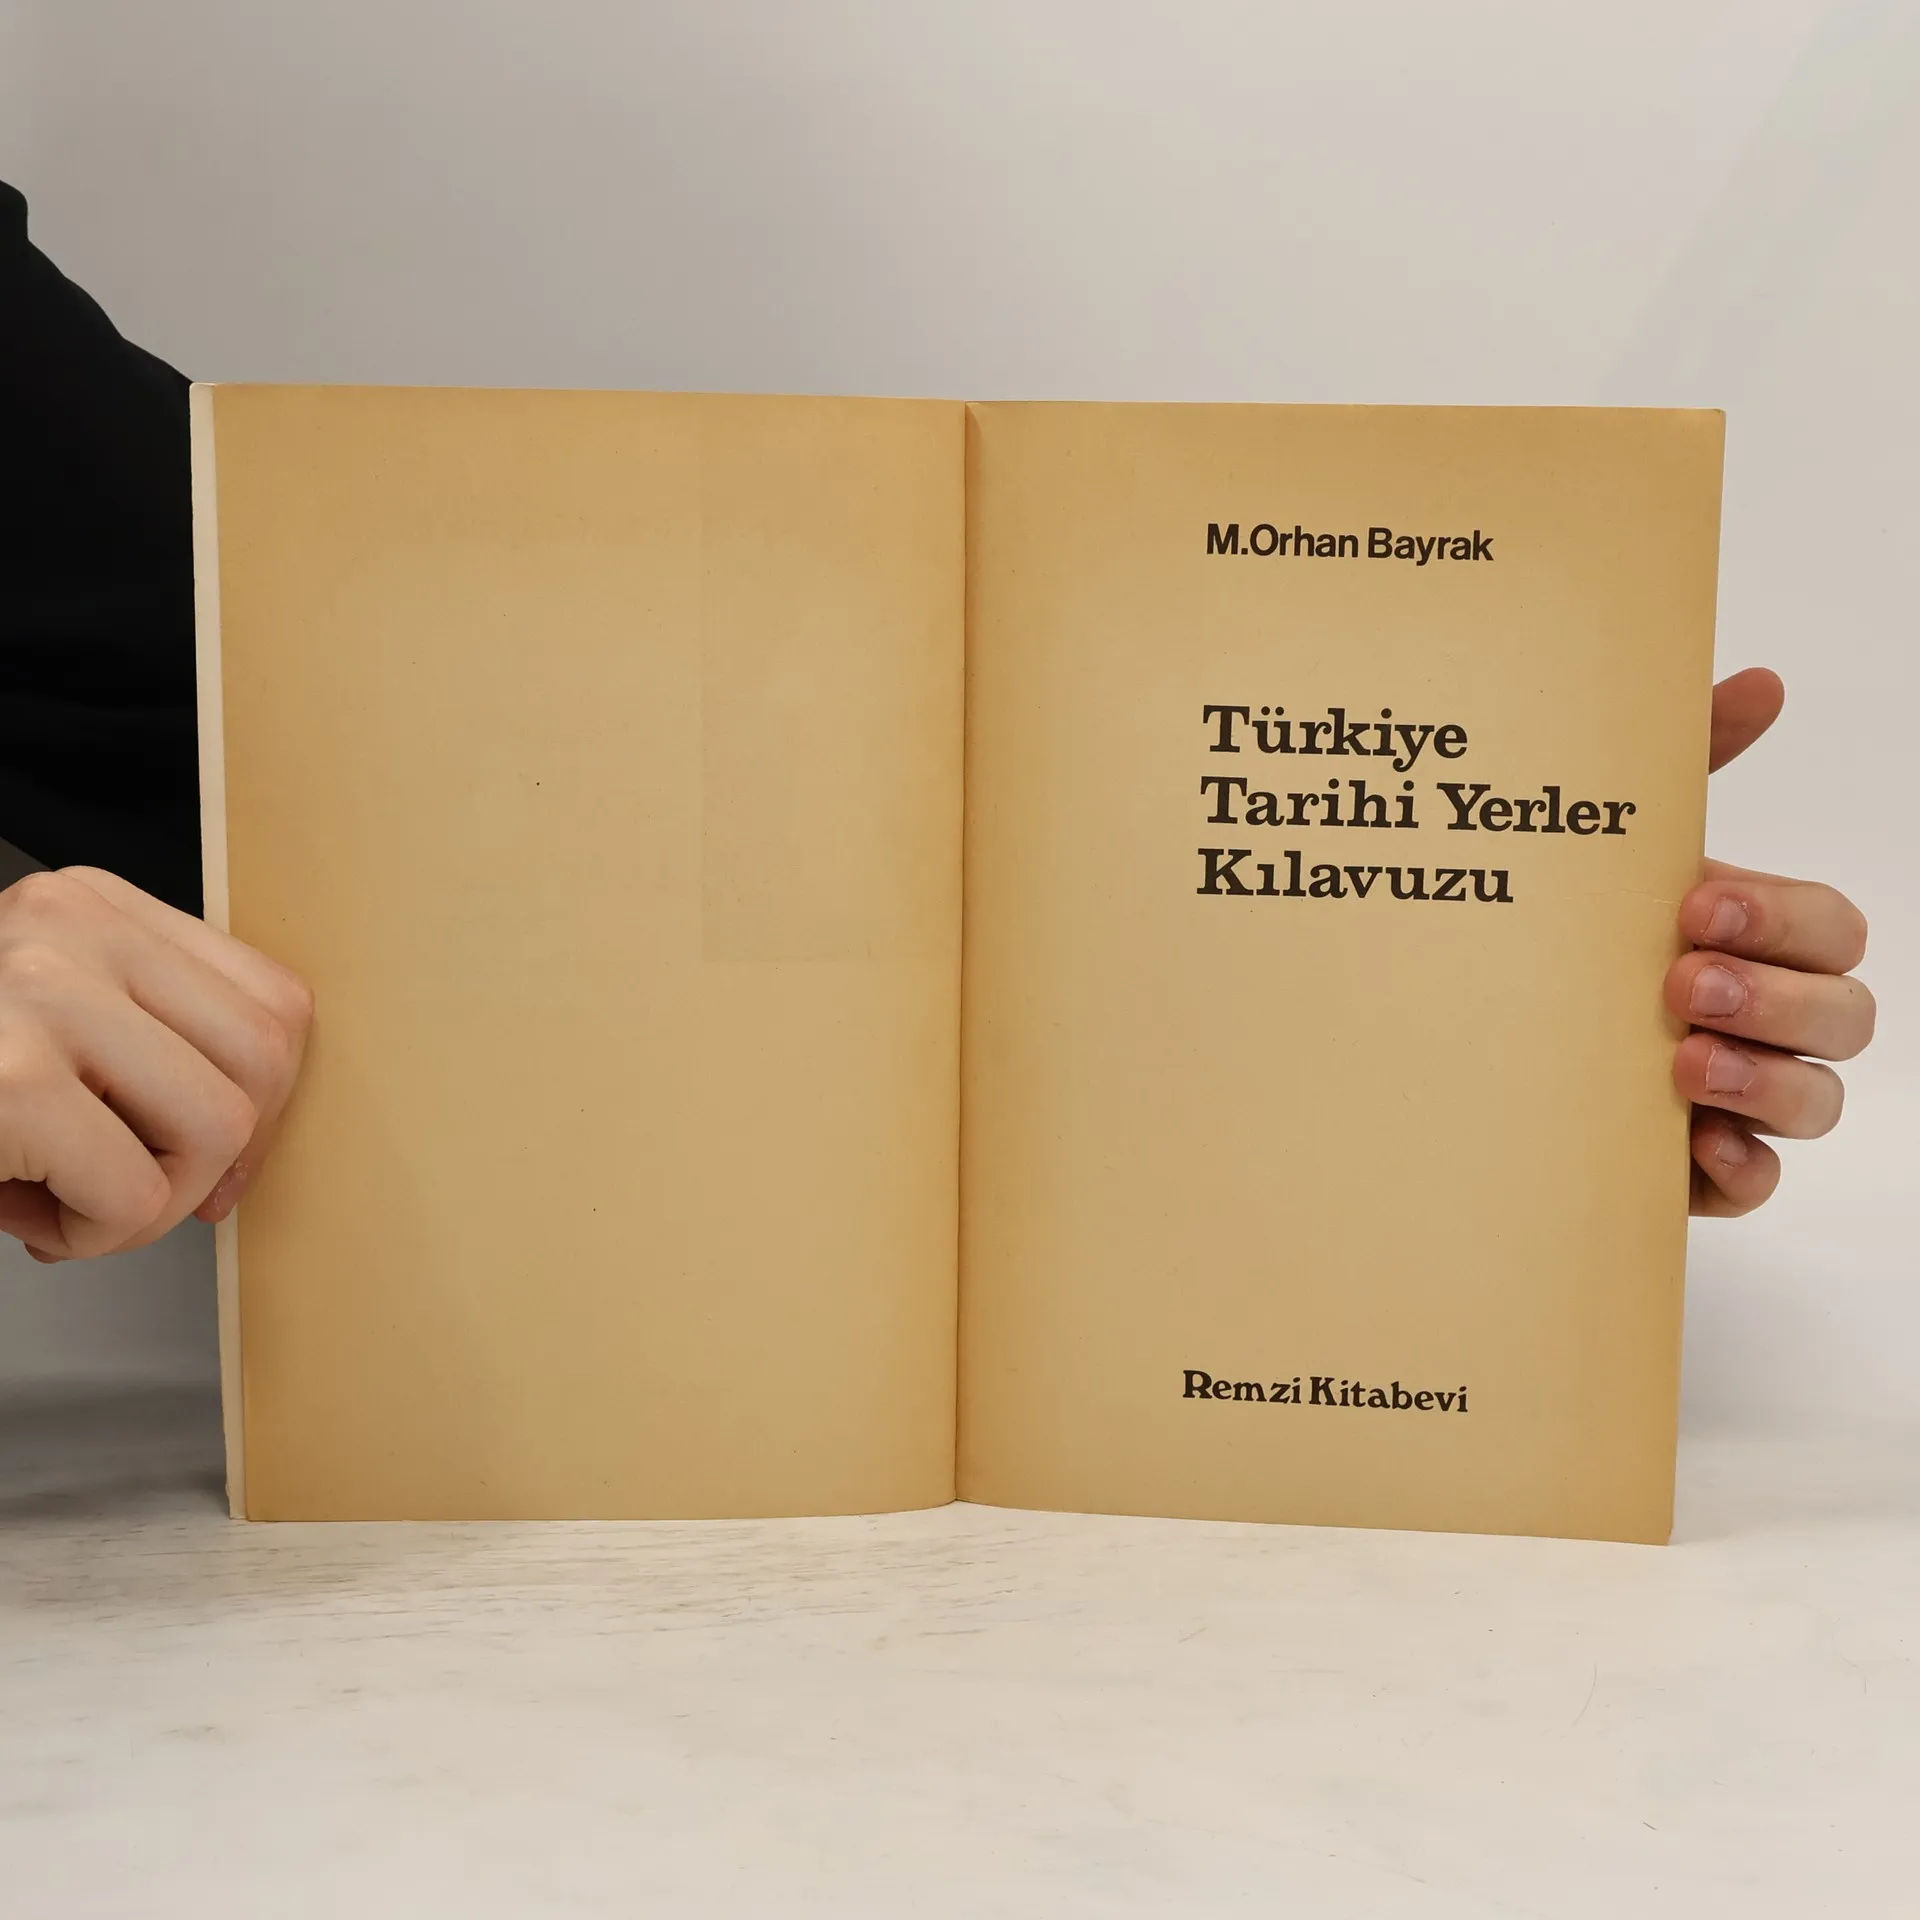 M.Orhan Bayrak
Türkiye
Tarihi Yerler
Kılavuzu
Remzi Kitabevi